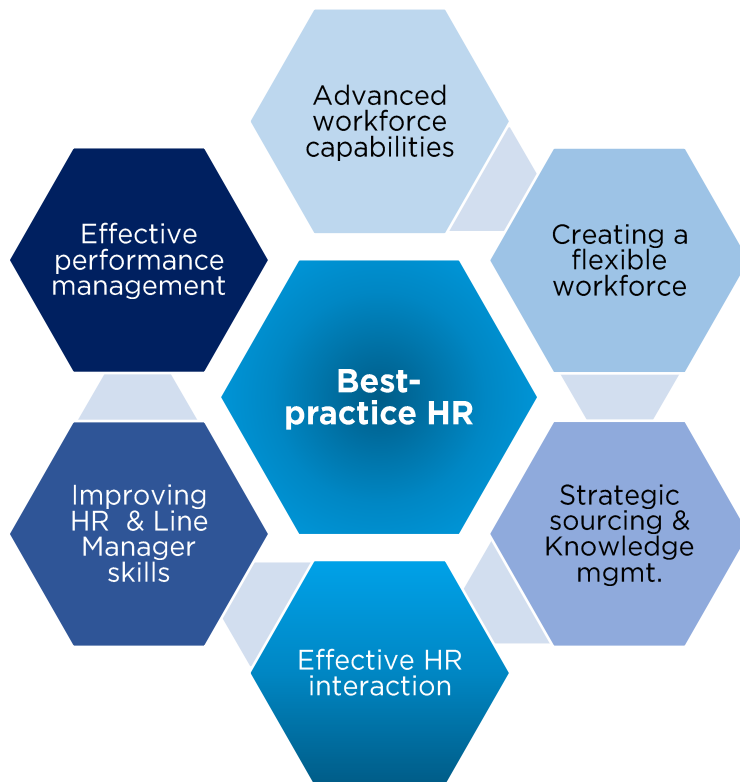 Advanced
workforce
capabilities
Creating a
flexible
workforce
Strategic
sourcing &
Knowledge
mgmt.
Effective HR
interaction
Improving
HR  & Line
Manager
skills
Effective
performance
management
Best-
practice HR